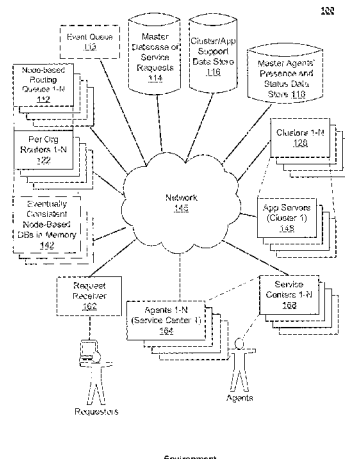 100
Event Queue
113
Master
Database of
Service
Requests
114
Cluster/App
Support
Data Store
116
Master Agents'
Presence and
Status Data
Store 118
Node-based
Routing
Queue 1-N
112
Per Org
Routers 1-N
122
Eventually
Consistent
Node-Based
DBs in Memory
142
Network
145
Clusters 1-N
128
App Servers
(Cluster 1)
148
Request
Receiver
162
Agents 1-N
(Service Center 1)
164
Service
Centers 1-N
168
Requestors
Agents
Environment